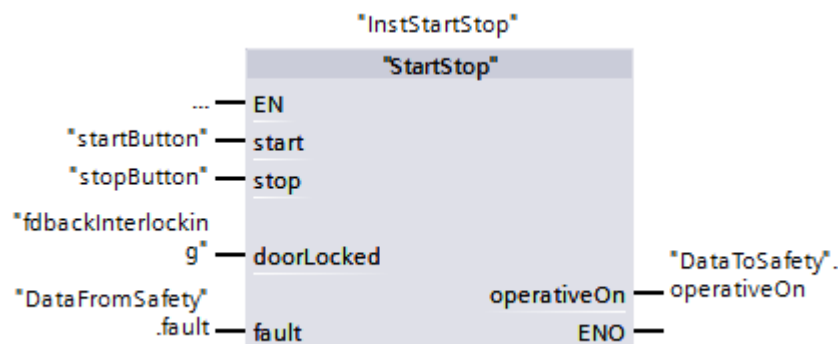 "InstStartStop"
"StartStop"
... EN
"startButton" start
"stopButton" stop
"fdbackInterlockin
g" doorLocked
"DataToSafety".
operativeOn operativeOn
"DataFromSafety"
.fault fault
ENO